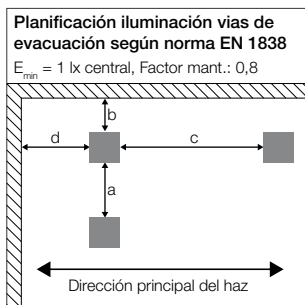 Planificación iluminación vias de
evacuación según norma EN 1838
E_min = 1 lx central, Factor mant.: 0,8
b
d
c
a
Dirección principal del haz